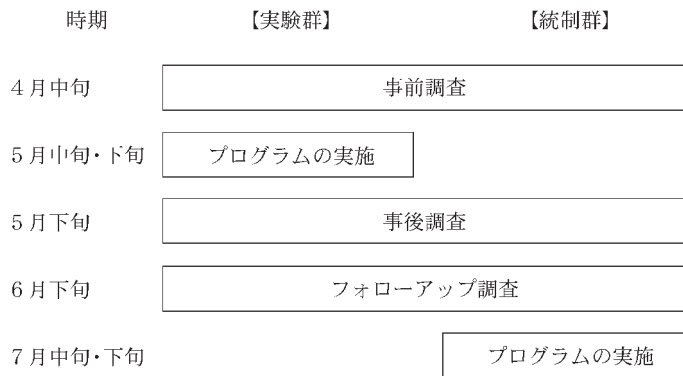 時期 【実験群】 【統制群】
4月中旬 事前調査
5月中旬・下旬 プログラムの実施
5月下旬 事後調査
6月下旬 フォローアップ調査
7月中旬・下旬 プログラムの実施